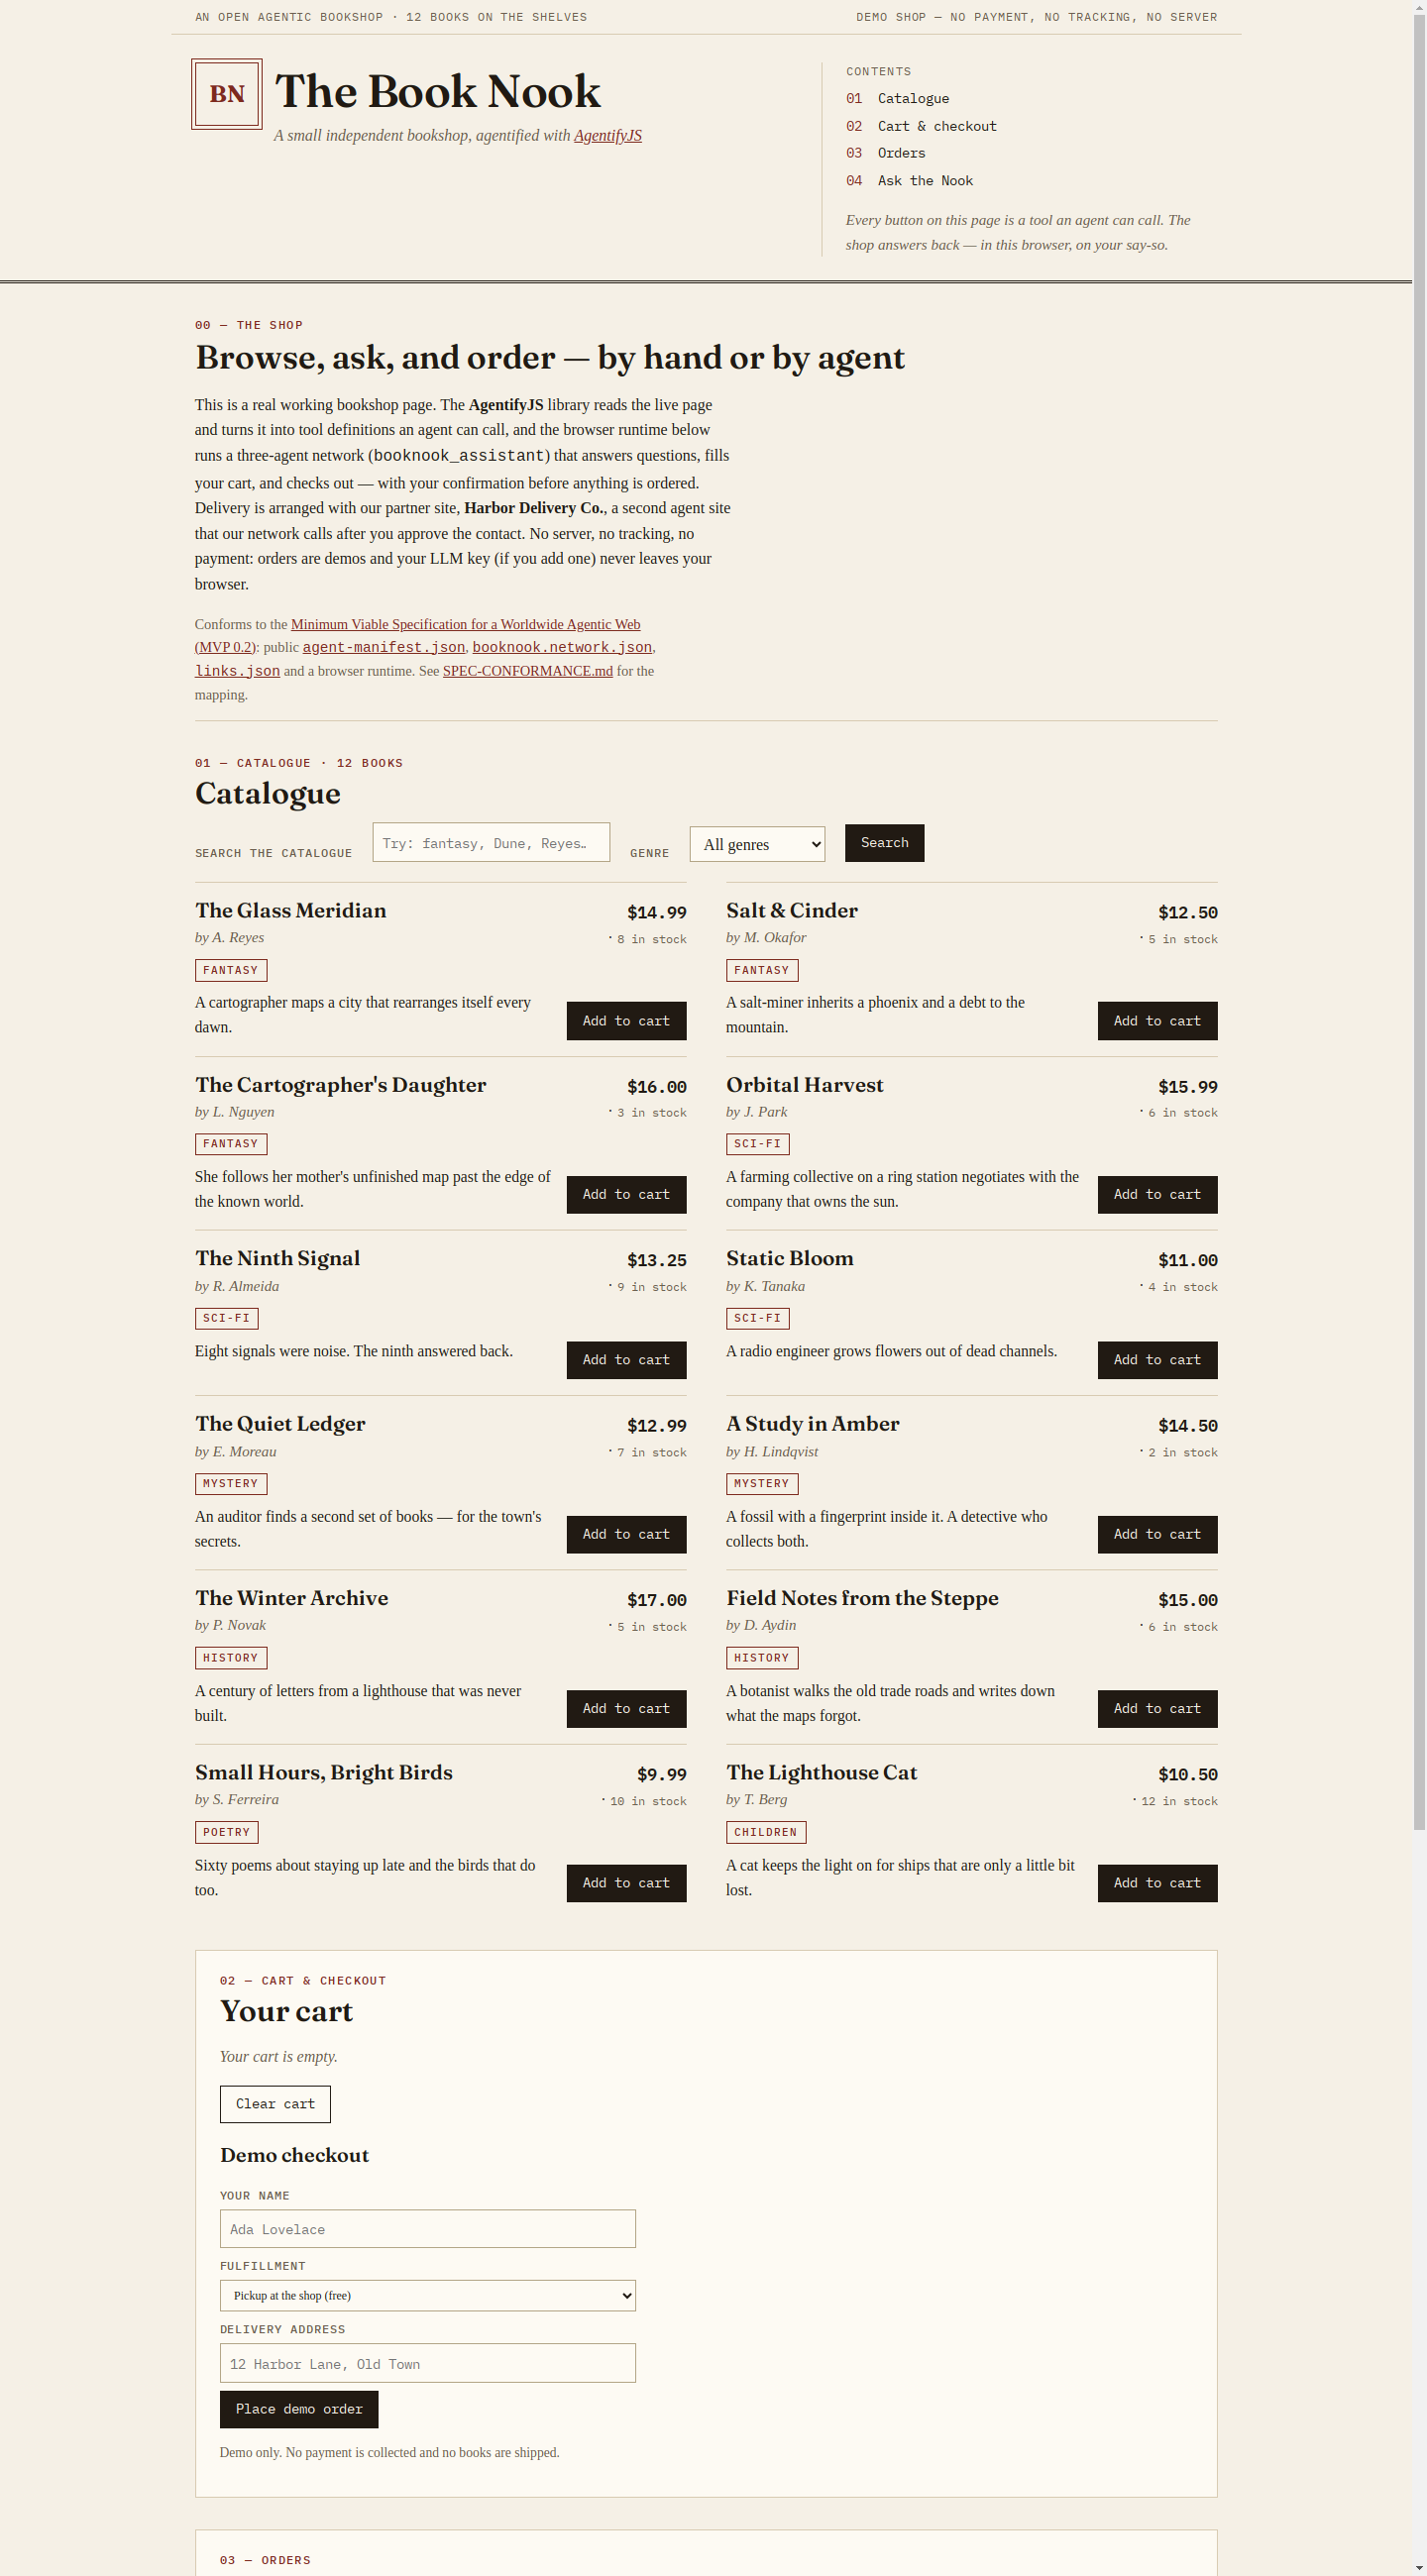 AN OPEN AGENTIC BOOKSHOP · 12 BOOKS ON THE SHELVES
DEMO SHOP — NO PAYMENT, NO TRACKING, NO SERVER
BN
The Book Nook
A small independent bookshop, agentified with AgentifyJS
CONTENTS
01 Catalogue
02 Cart & checkout
03 Orders
04 Ask the Nook
Every button on this page is a tool an agent can call. The
shop answers back — in this browser, on your say-so.
00 — THE SHOP
Browse, ask, and order — by hand or by agent
This is a real working bookshop page. The AgentifyJS library reads the live page
and turns it into tool definitions an agent can call, and the browser runtime below
runs a three-agent network (booknook_assistant) that answers questions, fills
your cart, and checks out — with your confirmation before anything is ordered.
Delivery is arranged with our partner site, Harbor Delivery Co., a second agent site
that our network calls after you approve the contact. No server, no tracking, no
payment: orders are demos and your LLM key (if you add one) never leaves your
browser.
Conforms to the Minimum Viable Specification for a Worldwide Agentic Web
(MVP 0.2): public agent-manifest.json, booknook.network.json,
links.json and a browser runtime. See SPEC-CONFORMANCE.md for the
mapping.
01 — CATALOGUE · 12 BOOKS
Catalogue
SEARCH THE CATALOGUE
Try: fantasy, Dune, Reyes…
GENRE
All genres
Search
The Glass Meridian
$14.99
by A. Reyes
· 8 in stock
FANTASY
A cartographer maps a city that rearranges itself every
dawn.
Add to cart
Salt & Cinder
$12.50
by M. Okafor
· 5 in stock
FANTASY
A salt-miner inherits a phoenix and a debt to the
mountain.
Add to cart
The Cartographer's Daughter
$16.00
by L. Nguyen
· 3 in stock
FANTASY
She follows her mother's unfinished map past the edge of
the known world.
Add to cart
Orbital Harvest
$15.99
by J. Park
· 6 in stock
SCI-FI
A farming collective on a ring station negotiates with the
company that owns the sun.
Add to cart
The Ninth Signal
$13.25
by R. Almeida
· 9 in stock
SCI-FI
Eight signals were noise. The ninth answered back.
Add to cart
Static Bloom
$11.00
by K. Tanaka
· 4 in stock
SCI-FI
A radio engineer grows flowers out of dead channels.
Add to cart
The Quiet Ledger
$12.99
by E. Moreau
· 7 in stock
MYSTERY
An auditor finds a second set of books — for the town's
secrets.
Add to cart
A Study in Amber
$14.50
by H. Lindqvist
· 2 in stock
MYSTERY
A fossil with a fingerprint inside it. A detective who
collects both.
Add to cart
The Winter Archive
$17.00
by P. Novak
· 5 in stock
HISTORY
A century of letters from a lighthouse that was never
built.
Add to cart
Field Notes from the Steppe
$15.00
by D. Aydin
· 6 in stock
HISTORY
A botanist walks the old trade roads and writes down
what the maps forgot.
Add to cart
Small Hours, Bright Birds
$9.99
by S. Ferreira
· 10 in stock
POETRY
Sixty poems about staying up late and the birds that do
too.
Add to cart
The Lighthouse Cat
$10.50
by T. Berg
· 12 in stock
CHILDREN
A cat keeps the light on for ships that are only a little bit
lost.
Add to cart
02 — CART & CHECKOUT
Your cart
Your cart is empty.
Clear cart
Demo checkout
YOUR NAME
Ada Lovelace
FULFILLMENT
Pickup at the shop (free)
DELIVERY ADDRESS
12 Harbor Lane, Old Town
Place demo order
Demo only. No payment is collected and no books are shipped.
03 — ORDERS